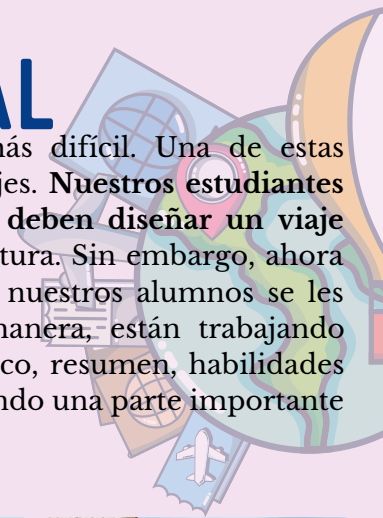 AL
más difícil. Una de estas
jes. Nuestros estudiantes
deben diseñar un viaje
tura. Sin embargo, ahora
nuestros alumnos se les
manera, están trabajando
co, resumen, habilidades
ndo una parte importante